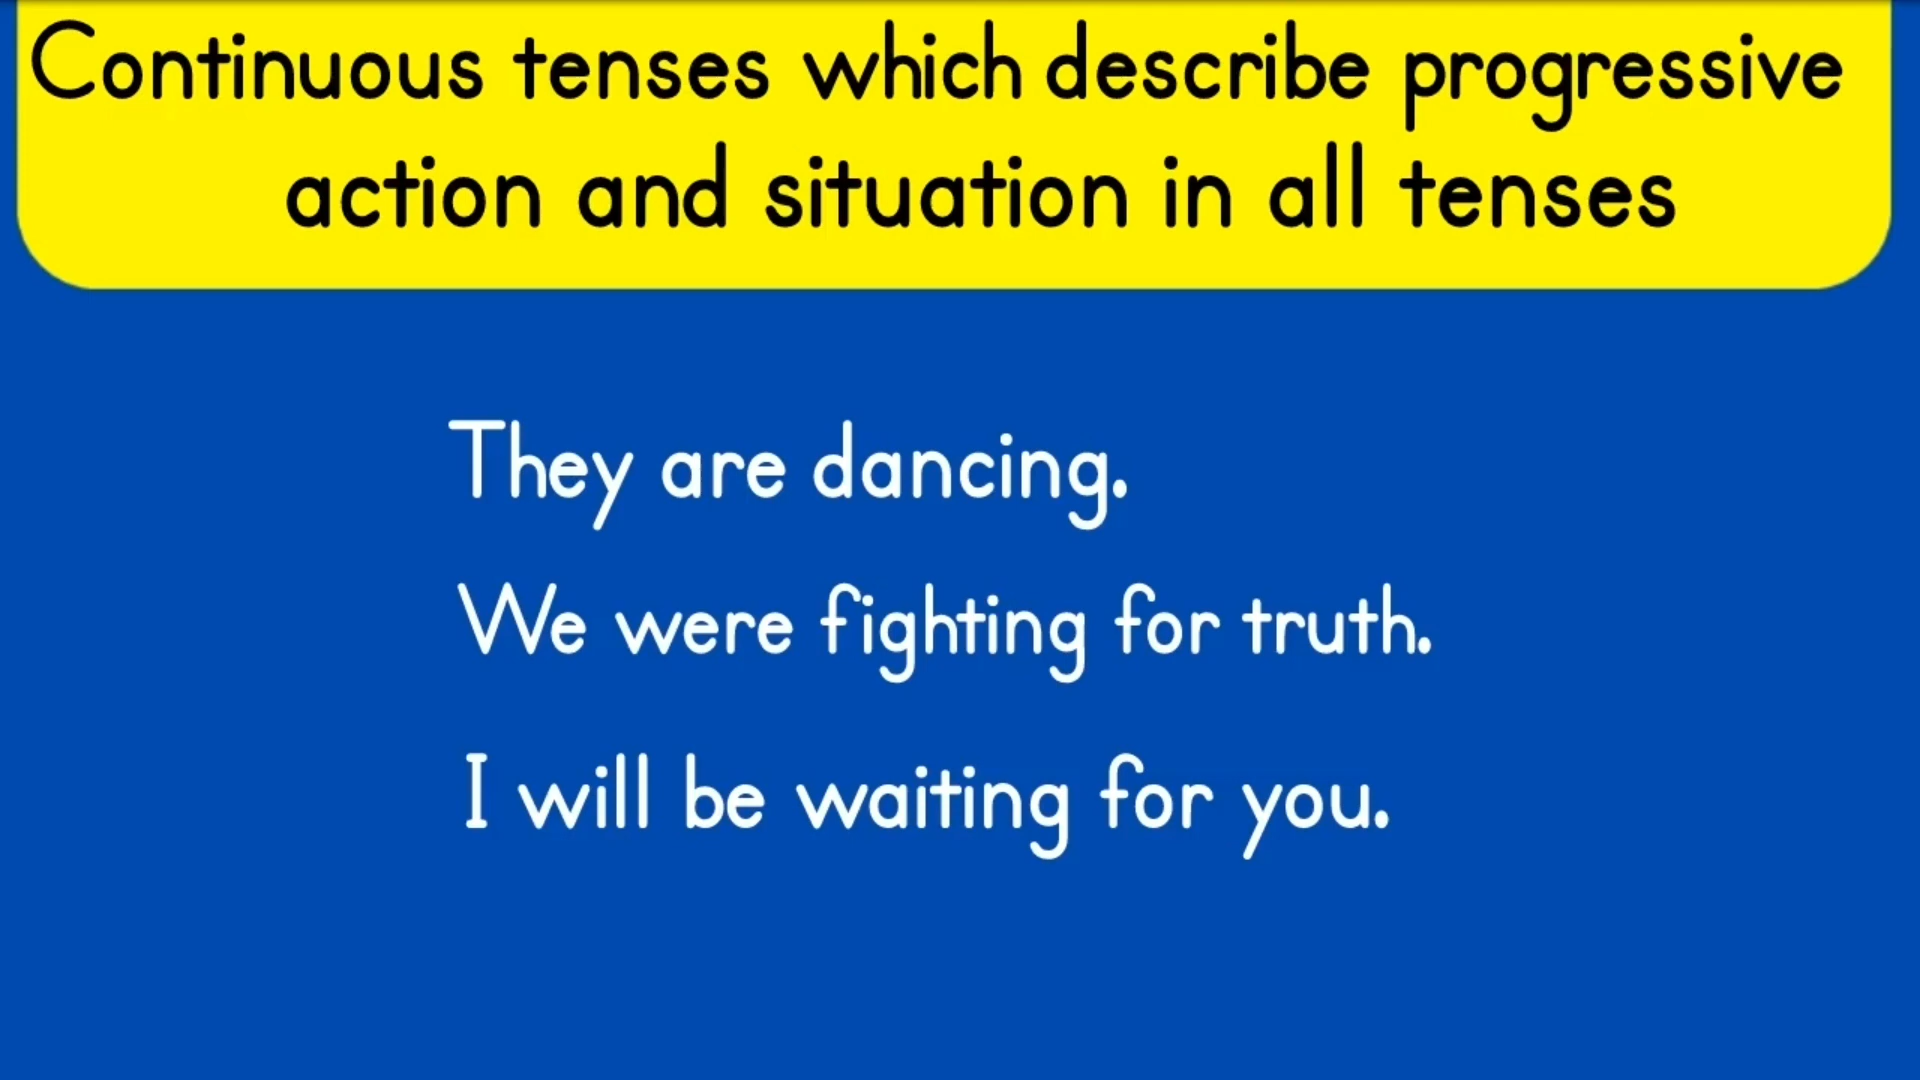 Continuous tenses which describe progressive
action and situation in all tenses
They are dancing.
We were fighting for truth.
I will be waiting for you.